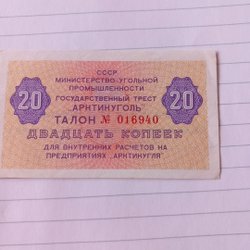 СССР
МИНИСТЕРСТВО УГОЛЬНОЙ
ПРОМЫШЛЕННОСТИ
ГОСУДАРСТВЕННЫЙ ТРЕСТ
20 „АРКТИКУГОЛЬ" 20
ТАЛОН № 016940
ДВАДЦАТЬ КОПЕЕК
ДЛЯ ВНУТРЕННИХ РАСЧЕТОВ НА
ПРЕДПРИЯТИЯХ „АРКТИКУГЛЯ"